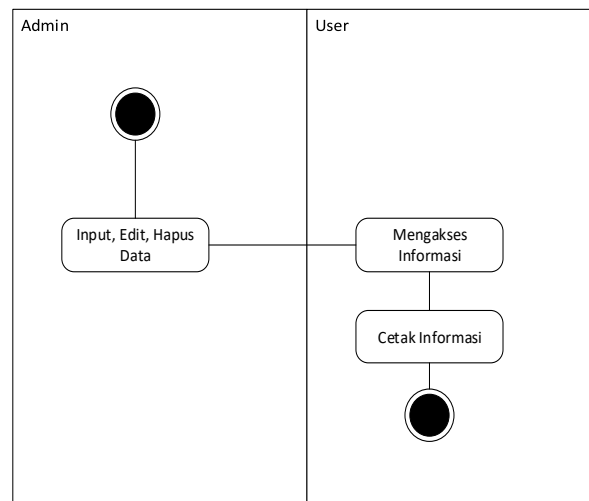 Admin
User
Input, Edit, Hapus
Data
Mengakses
Informasi
Cetak Informasi